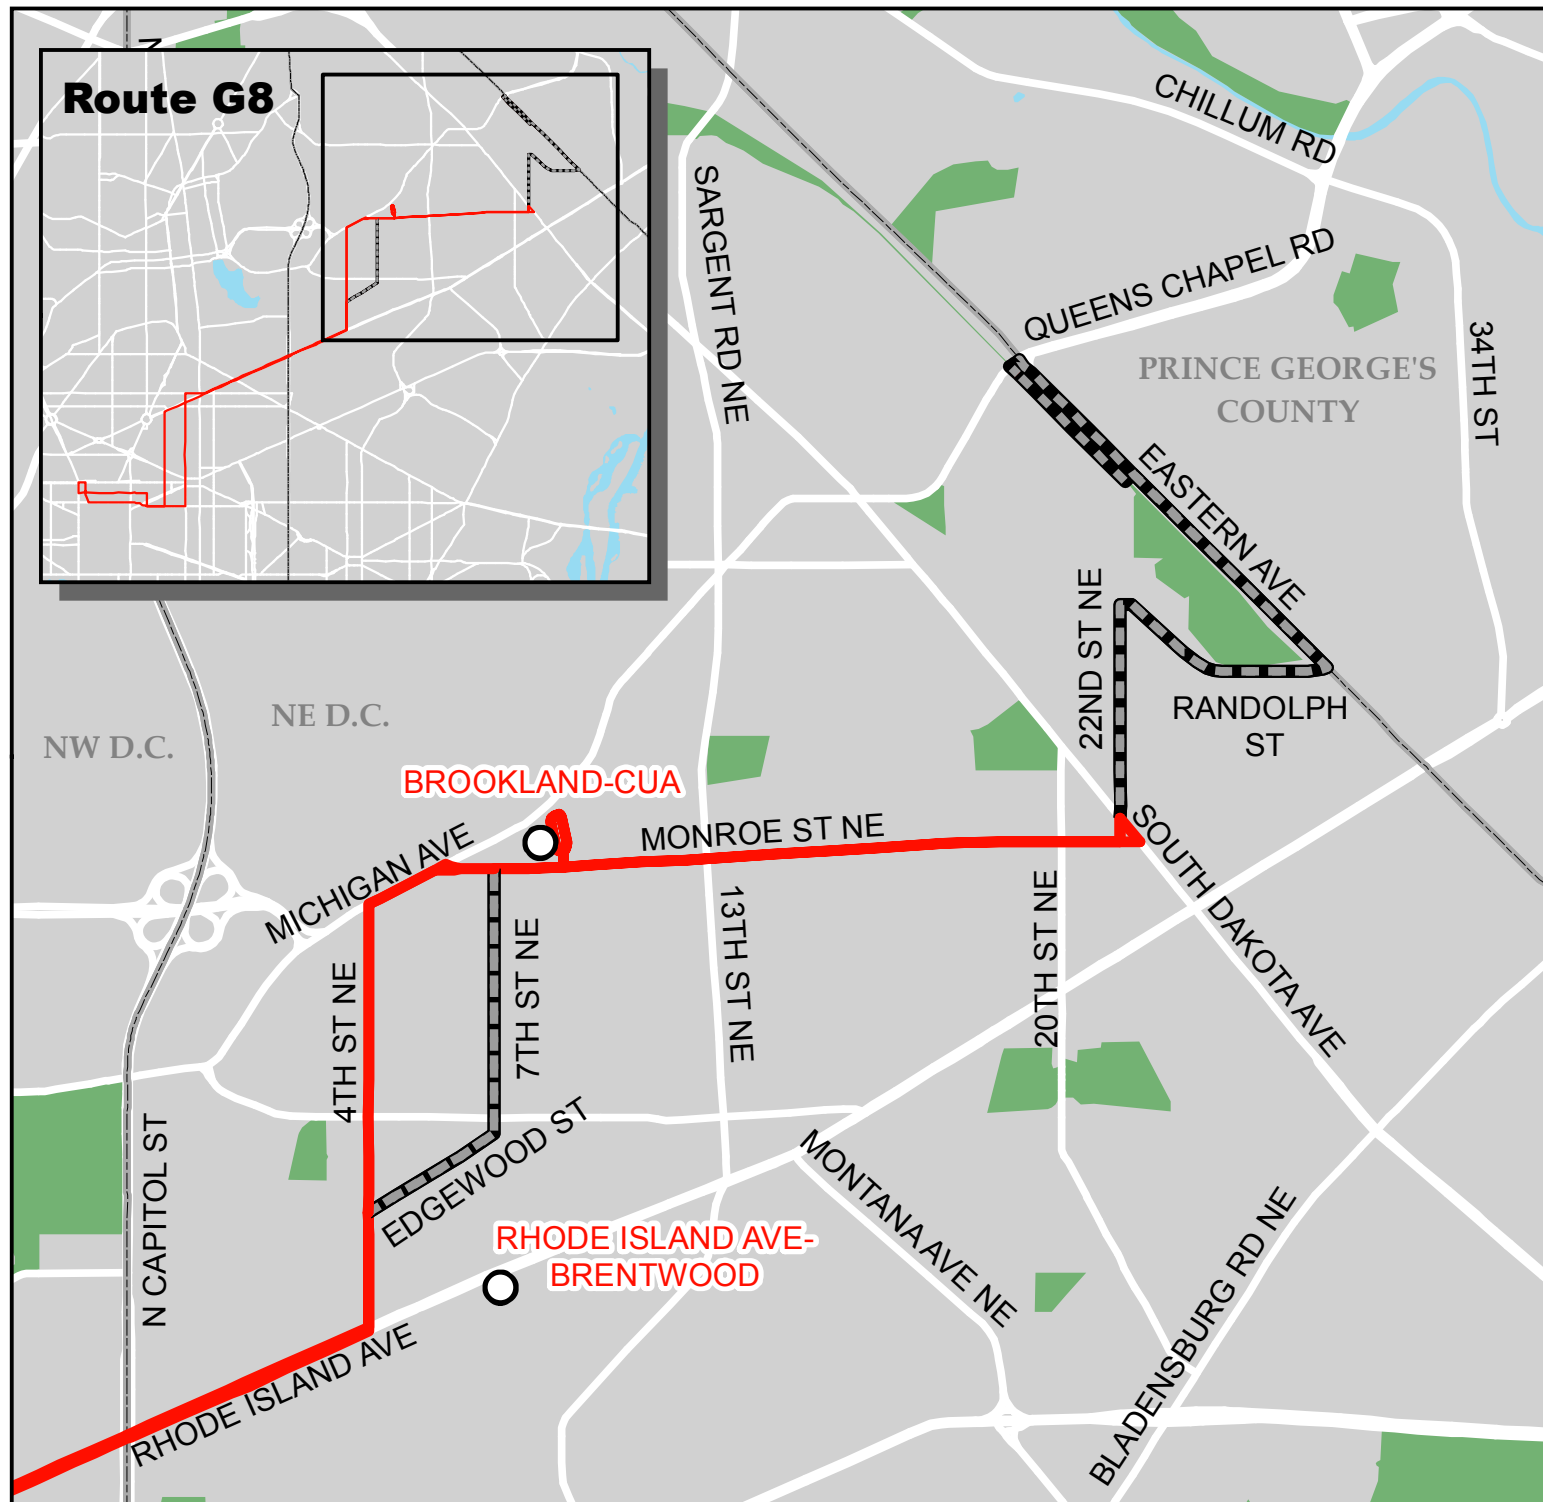 N
Route G8
CHILLUM RD
SARGENT RD NE
QUEENS CHAPEL RD
34TH ST
PRINCE GEORGE'S
COUNTY
EASTERN AVE
22ND ST NE
RANDOLPH
ST
NE D.C.
NW D.C.
BROOKLAND-CUA
MICHIGAN AVE
MONROE ST NE
SOUTH DAKOTA AVE
4TH ST NE
7TH ST NE
13TH ST NE
20TH ST NE
N CAPITOL ST
EDGEWOOD ST
MONTANA AVE NE
RHODE ISLAND AVE-
BRENTWOOD
BLADENSBURG RD NE
RHODE ISLAND AVE